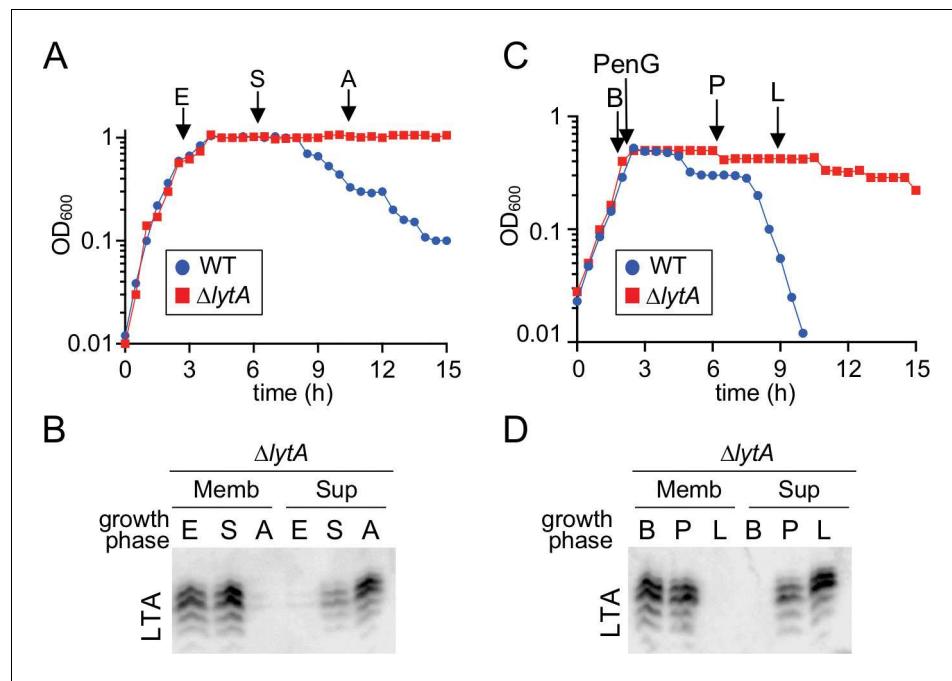 A
E
S
A
OD600
1
0.1
0.01
WT
ΔlytA
0 3 6 9 12 15
time (h)
B
ΔlytA
Memb Sup
growth phase
E S A E S A
LTA
C
PenG
B
P
L
OD600
1
0.1
0.01
WT
ΔlytA
0 3 6 9 12 15
time (h)
D
ΔlytA
Memb Sup
growth phase
B P L B P L
LTA